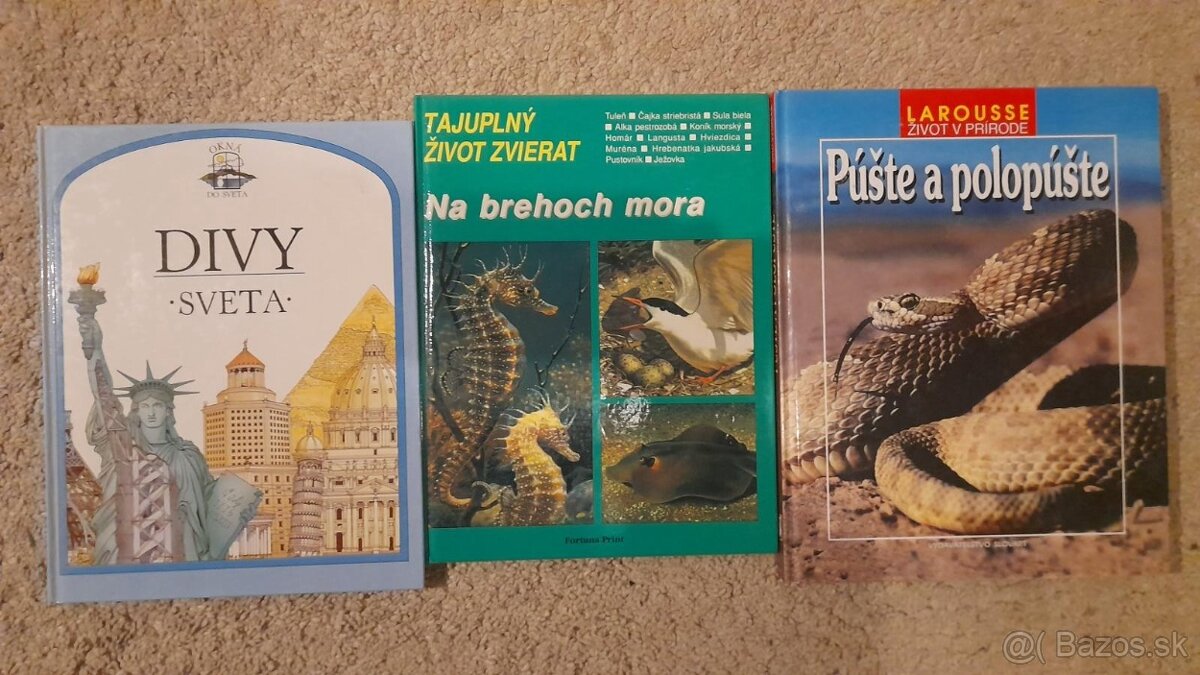 OKNÁ
DO SVETA
DIVY
·SVETA·
TAJUPLNÝ
ŽIVOT ZVIERAT
Tuleň ■ Čajka striebristá ■ Sula biela
■ Alka pestrozobá ■ Koník morský ■
Homár ■ Langusta ■ Hviezdica ■
Muréna ■ Hrebenatka jakubská ■
Pustovník ■ Ježovka
Na brehoch mora
Fortuna Print
LAROUSSE
ŽIVOT V PRÍRODE
Púšte a polopúšte
VYDAVATEĽSTVO
@( Bazos.sk